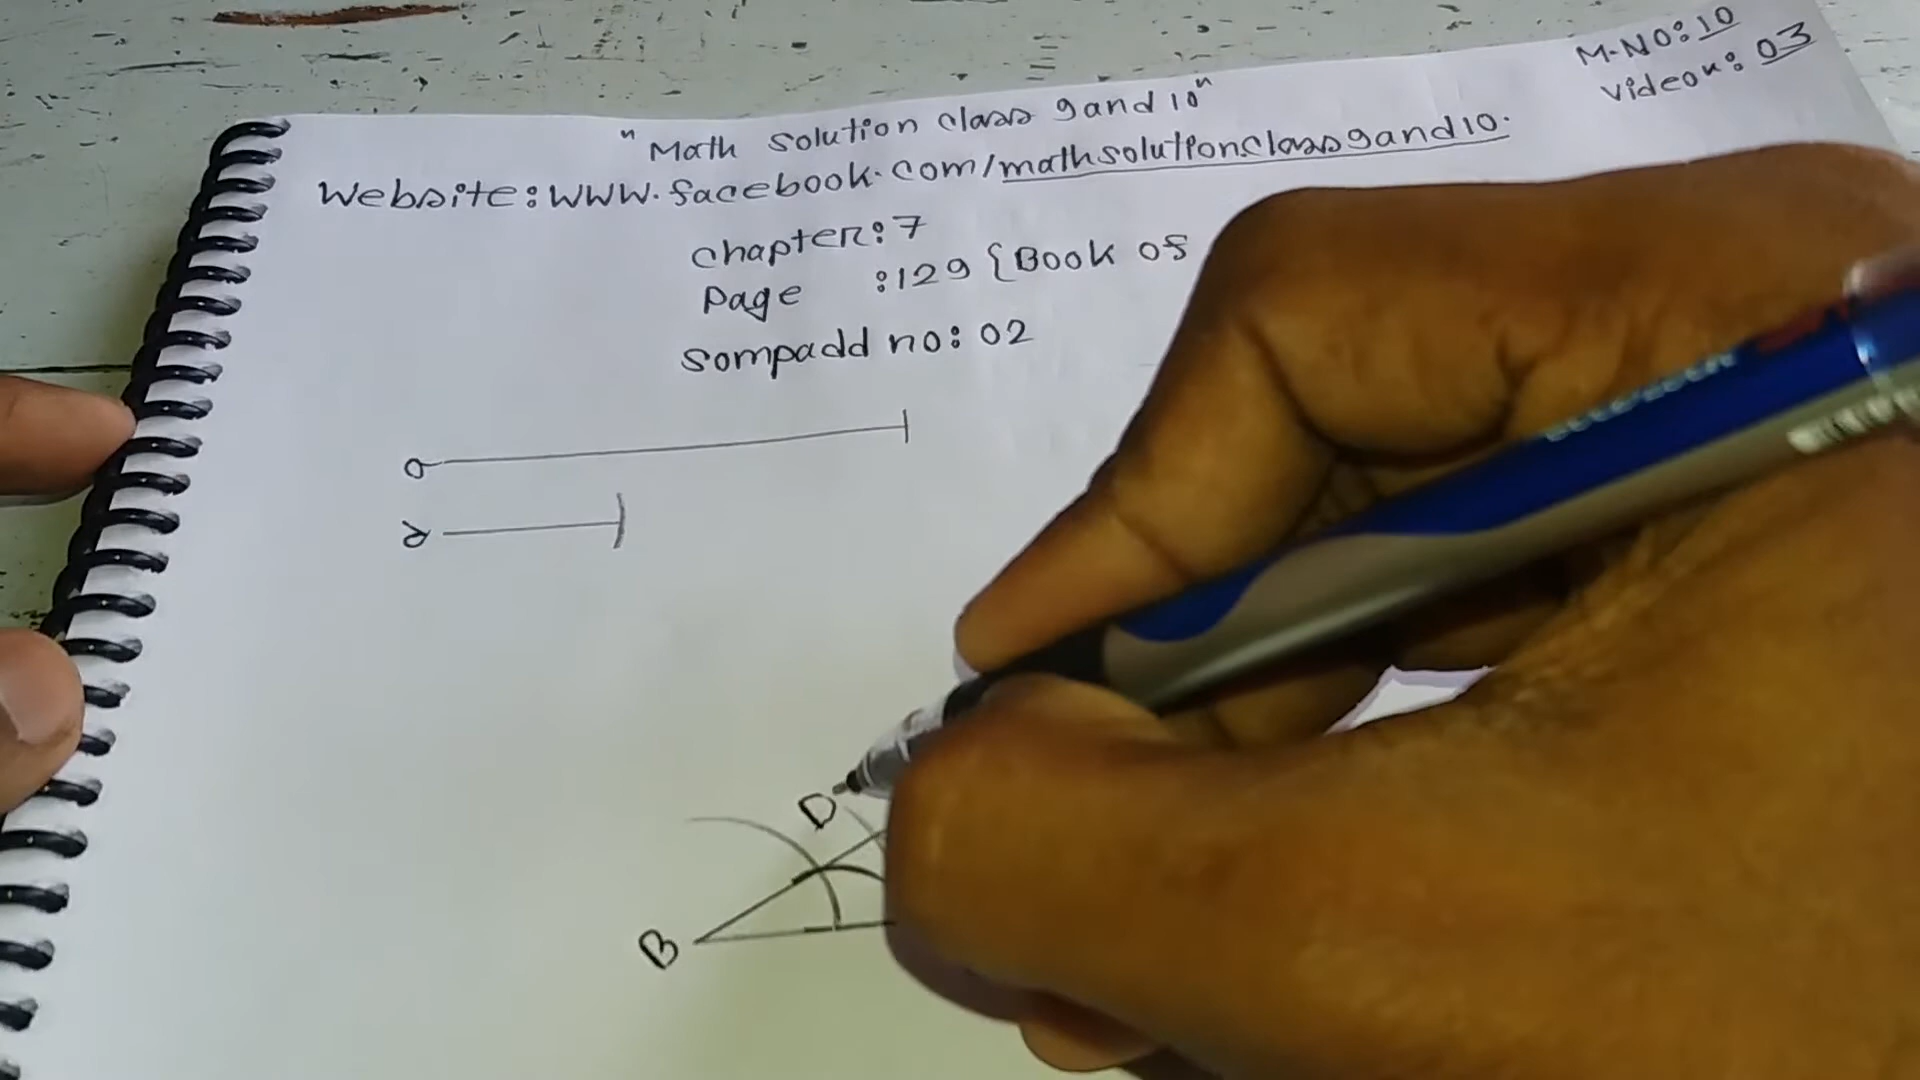 M.NO:10
Video n: 03
"Math solution class 9 and 10"
Website: WWW.facebook.com/mathsolutionclass9and10.
Chapter: 7
Page :129 {Book of
Sompadd no: 02
a
d
D
B